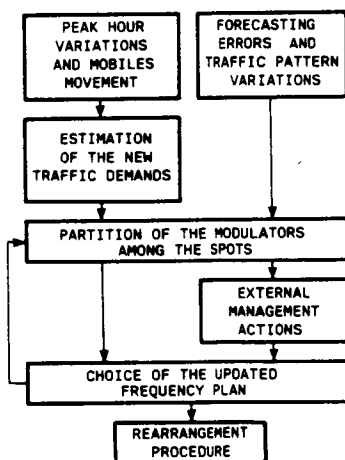 PEAK HOUR
VARIATIONS
AND MOBILES
MOVEMENT
FORECASTING
ERRORS AND
TRAFFIC PATTERN
VARIATIONS
ESTIMATION
OF THE NEW
TRAFFIC DEMANDS
PARTITION OF THE MODULATORS
AMONG THE SPOTS
EXTERNAL
MANAGEMENT
ACTIONS
CHOICE OF THE UPDATED
FREQUENCY PLAN
REARRANGEMENT
PROCEDURE